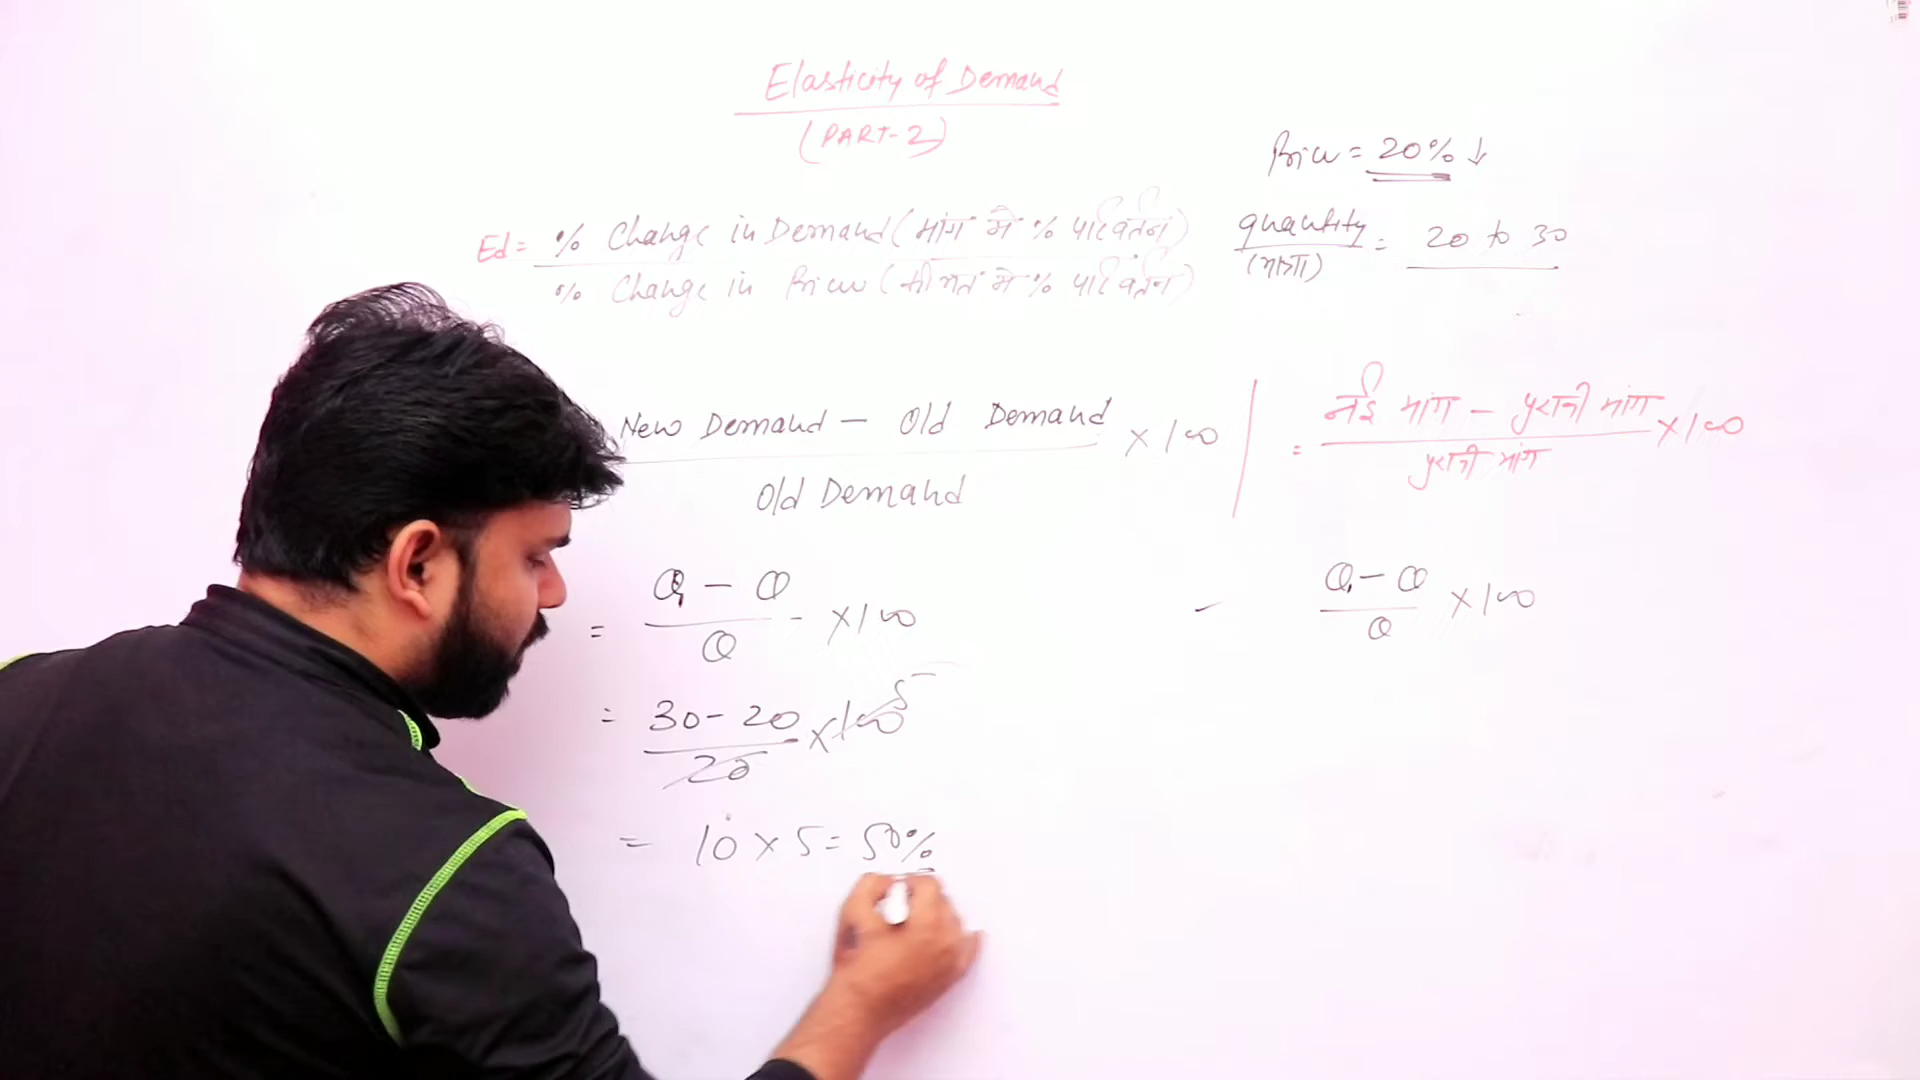 Elasticity of Demand
(PART-2)
Price = 20% ↓
Ed = % Change in Demand (मांग में % परिवर्तन)
% Change in Price (कीमत में % परिवर्तन)
quantity = 20 to 30
(मात्रा)
New Demand - Old Demand × 100
Old Demand
= नई मांग - पुरानी मांग × 100
पुरानी मांग
= Q₁ - Q × 100
Q
Q₁ - Q × 100
Q
= 30 - 20 × 100 5
20
= 10 × 5 = 50%